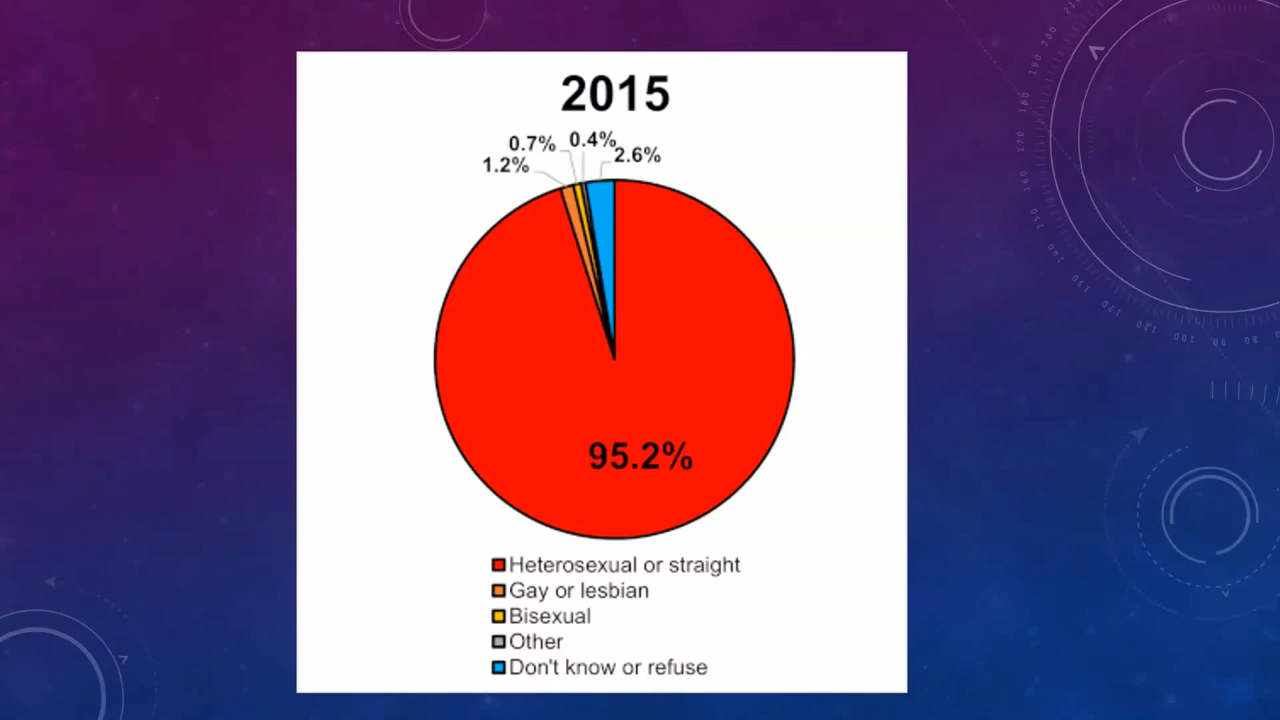 2015
0.7% 0.4%
1.2% 2.6%
95.2%
Heterosexual or straight
Gay or lesbian
Bisexual
Other
Don't know or refuse